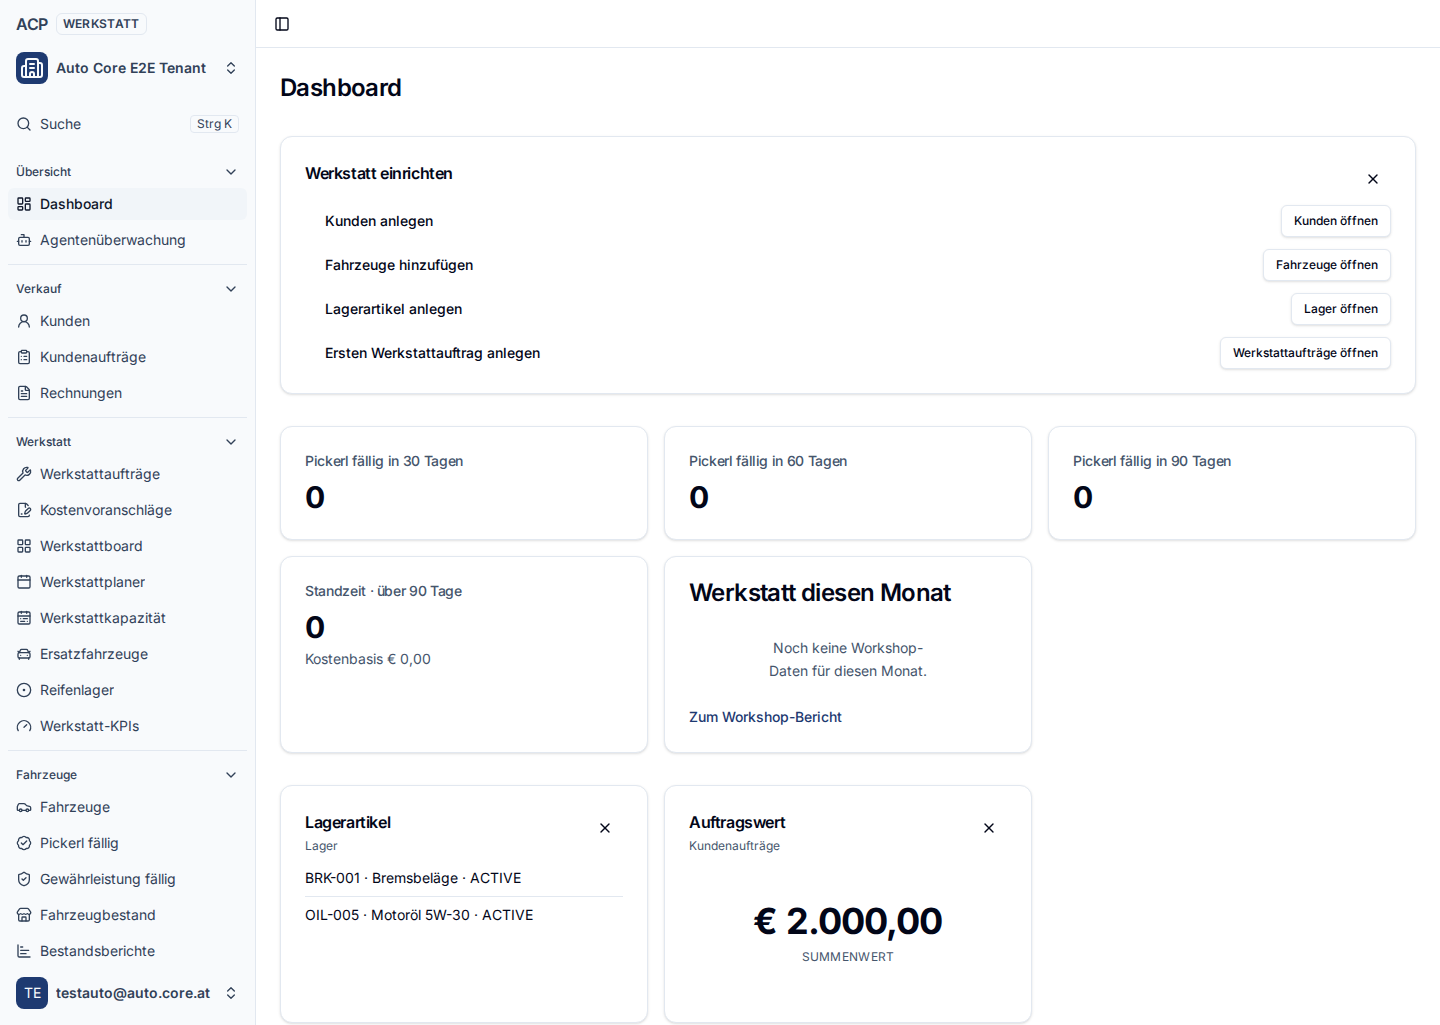 ACP WERKSTATT
Auto Core E2E Tenant
Suche Strg K
Übersicht
Dashboard
Agentenüberwachung
Verkauf
Kunden
Kundenaufträge
Rechnungen
Werkstatt
Werkstattaufträge
Kostenvoranschläge
Werkstattboard
Werkstattplaner
Werkstattkapazität
Ersatzfahrzeuge
Reifenlager
Werkstatt-KPIs
Fahrzeuge
Fahrzeuge
Pickerl fällig
Gewährleistung fällig
Fahrzeugbestand
Bestandsberichte
TE testauto@auto.core.at
Dashboard
Werkstatt einrichten
Kunden anlegen Kunden öffnen
Fahrzeuge hinzufügen Fahrzeuge öffnen
Lagerartikel anlegen Lager öffnen
Ersten Werkstattauftrag anlegen Werkstattaufträge öffnen
Pickerl fällig in 30 Tagen
0
Pickerl fällig in 60 Tagen
0
Pickerl fällig in 90 Tagen
0
Standzeit · über 90 Tage
0
Kostenbasis € 0,00
Werkstatt diesen Monat
Noch keine Workshop-
Daten für diesen Monat.
Zum Workshop-Bericht
Lagerartikel
Lager
BRK-001 · Bremsbeläge · ACTIVE
OIL-005 · Motoröl 5W-30 · ACTIVE
Auftragswert
Kundenaufträge
€ 2.000,00
SUMMENWERT